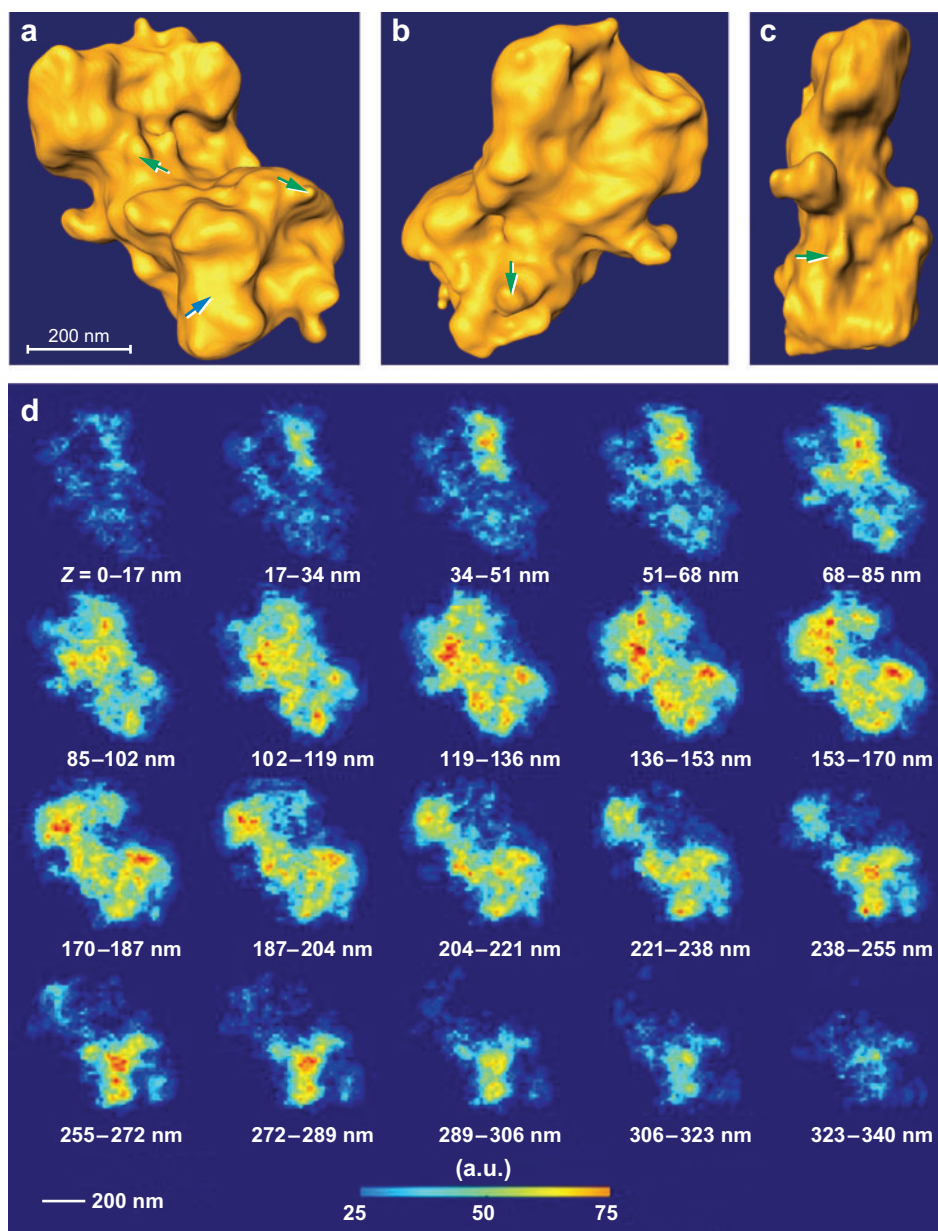 a
b
c
200 nm
d
Z = 0–17 nm
17–34 nm
34–51 nm
51–68 nm
68–85 nm
85–102 nm
102–119 nm
119–136 nm
136–153 nm
153–170 nm
170–187 nm
187–204 nm
204–221 nm
221–238 nm
238–255 nm
255–272 nm
272–289 nm
289–306 nm
306–323 nm
323–340 nm
(a.u.)
200 nm
25
50
75